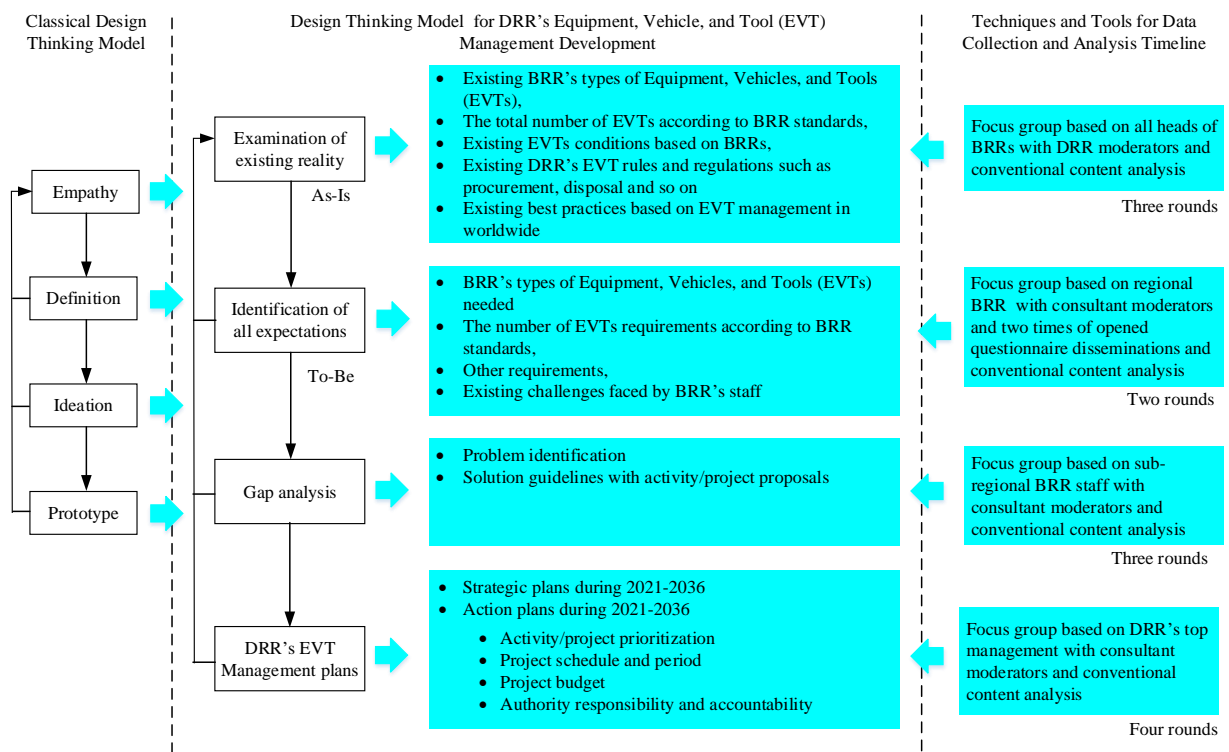 Classical Design
Thinking Model
Design Thinking Model for DRR's Equipment, Vehicle, and Tool (EVT)
Management Development
Techniques and Tools for Data
Collection and Analysis Timeline
Empathy
Definition
Ideation
Prototype
Examination of
existing reality
As-Is
Identification of
all expectations
To-Be
Gap analysis
DRR's EVT
Management plans
• Existing BRR's types of Equipment, Vehicles, and Tools
(EVTs),
• The total number of EVTs according to BRR standards,
• Existing EVTs conditions based on BRRs,
• Existing DRR's EVT rules and regulations such as
procurement, disposal and so on
• Existing best practices based on EVT management in
worldwide
• BRR's types of Equipment, Vehicles, and Tools (EVTs)
needed
• The number of EVTs requirements according to BRR
standards,
• Other requirements,
• Existing challenges faced by BRR's staff
• Problem identification
• Solution guidelines with activity/project proposals
• Strategic plans during 2021-2036
• Action plans during 2021-2036
• Activity/project prioritization
• Project schedule and period
• Project budget
• Authority responsibility and accountability
Focus group based on all heads of
BRRs with DRR moderators and
conventional content analysis
Three rounds
Focus group based on regional
BRR with consultant moderators
and two times of opened
questionnaire disseminations and
conventional content analysis
Two rounds
Focus group based on sub-
regional BRR staff with
consultant moderators and
conventional content analysis
Three rounds
Focus group based on DRR's top
management with consultant
moderators and conventional
content analysis
Four rounds